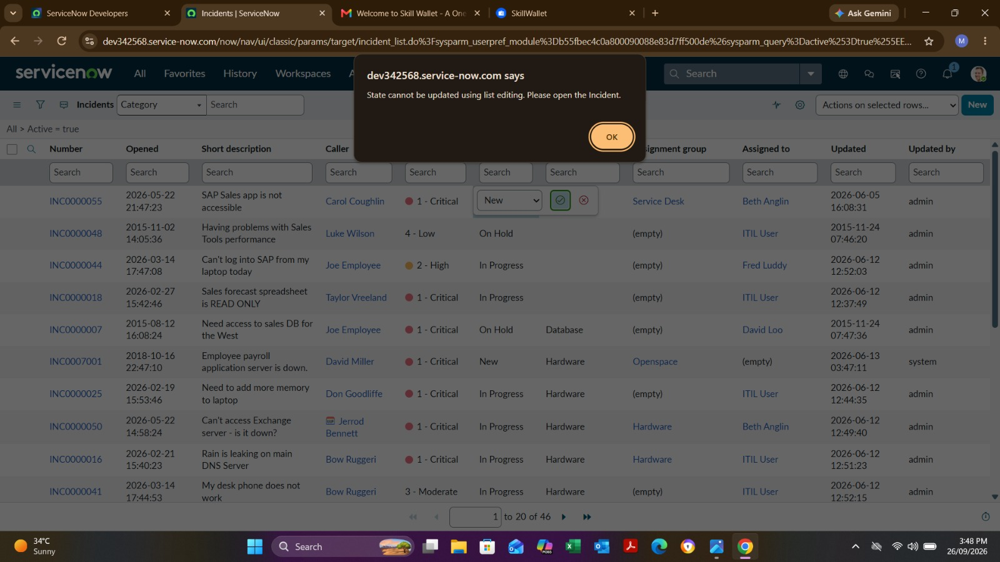 ServiceNow Developers
Incidents | ServiceNow
Welcome to Skill Wallet - A One
SkillWallet
Ask Gemini
dev342568.service-now.com/now/nav/ui/classic/params/target/incident_list.do%3Fsysparm_userpref_module%3Db55fbec4c0a800090088e83d7ff500de%26sysparm_query%3Dactive%253Dtrue%255EE...
M
servicenow All Favorites History Workspaces
Search
1
dev342568.service-now.com says
State cannot be updated using list editing. Please open the Incident.
OK
Incidents Category Search Actions on selected rows... New
All > Active = true
Number Opened Short description Caller ignment group Assigned to Updated Updated by
Search Search Search Search Search Search Search Search Search Search Search
INC0000055 2026-05-22 21:47:23 SAP Sales app is not accessible Carol Coughlin 1 - Critical New Service Desk Beth Anglin 2026-06-05 16:08:31 admin
INC0000048 2015-11-02 14:05:36 Having problems with Sales Tools performance Luke Wilson 4 - Low On Hold (empty) ITIL User 2015-11-24 07:46:20 admin
INC0000044 2026-03-14 17:47:08 Can't log into SAP from my laptop today Joe Employee 2 - High In Progress (empty) Fred Luddy 2026-06-12 12:52:03 admin
INC0000018 2026-02-27 15:42:46 Sales forecast spreadsheet is READ ONLY Taylor Vreeland 1 - Critical In Progress (empty) ITIL User 2026-06-12 12:37:49 admin
INC0000007 2015-08-12 16:08:24 Need access to sales DB for the West Joe Employee 1 - Critical On Hold Database (empty) David Loo 2015-11-24 07:47:36 admin
INC0007001 2018-10-16 22:47:10 Employee payroll application server is down. David Miller 1 - Critical New Hardware Openspace (empty) 2026-06-13 03:47:11 system
INC0000025 2026-02-19 15:53:46 Need to add more memory to laptop Don Goodliffe 1 - Critical In Progress Hardware (empty) ITIL User 2026-06-12 12:44:35 admin
INC0000050 2026-05-22 14:58:24 Can't access Exchange server - is it down? Jerrod Bennett 1 - Critical In Progress Hardware Hardware Beth Anglin 2026-06-12 12:49:40 admin
INC0000016 2026-02-21 15:40:23 Rain is leaking on main DNS Server Bow Ruggeri 1 - Critical In Progress Hardware Hardware ITIL User 2026-06-12 12:51:23 admin
INC0000041 2026-03-14 17:44:53 My desk phone does not work Bow Ruggeri 3 - Moderate In Progress Hardware (empty) ITIL User 2026-06-12 12:52:15 admin
1 to 20 of 46
34°C
Sunny
Search
M365
3:48 PM
26/09/2026